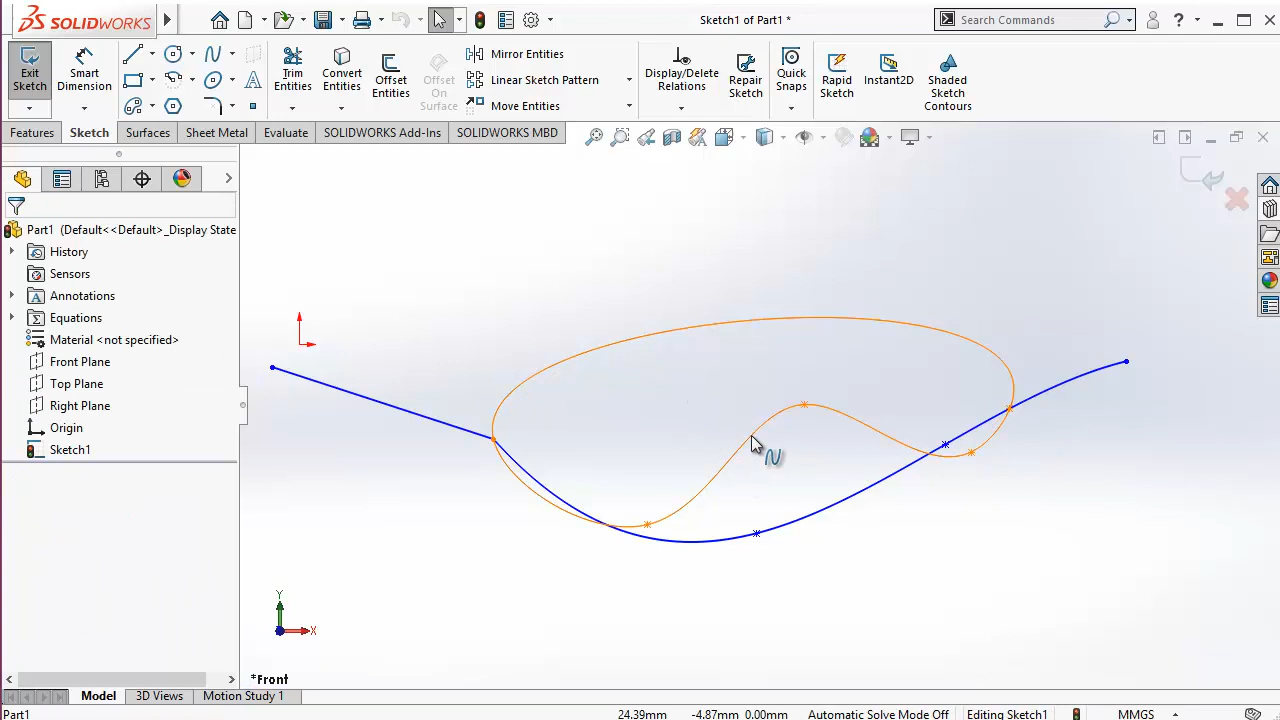 SOLIDWORKS
Sketch1 of Part1 *
Search Commands
Exit Sketch
Smart Dimension
Trim Entities
Convert Entities
Offset Entities
Offset On Surface
Mirror Entities
Linear Sketch Pattern
Move Entities
Display/Delete Relations
Repair Sketch
Quick Snaps
Rapid Sketch
Instant2D
Shaded Sketch Contours
Features
Sketch
Surfaces
Sheet Metal
Evaluate
SOLIDWORKS Add-Ins
SOLIDWORKS MBD
Part1 (Default<<Default>_Display State
History
Sensors
Annotations
Equations
Material <not specified>
Front Plane
Top Plane
Right Plane
Origin
Sketch1
Y
X
*Front
Model
3D Views
Motion Study 1
Part1
24.39mm
-4.87mm
0.00mm
Automatic Solve Mode Off
Editing Sketch1
MMGS